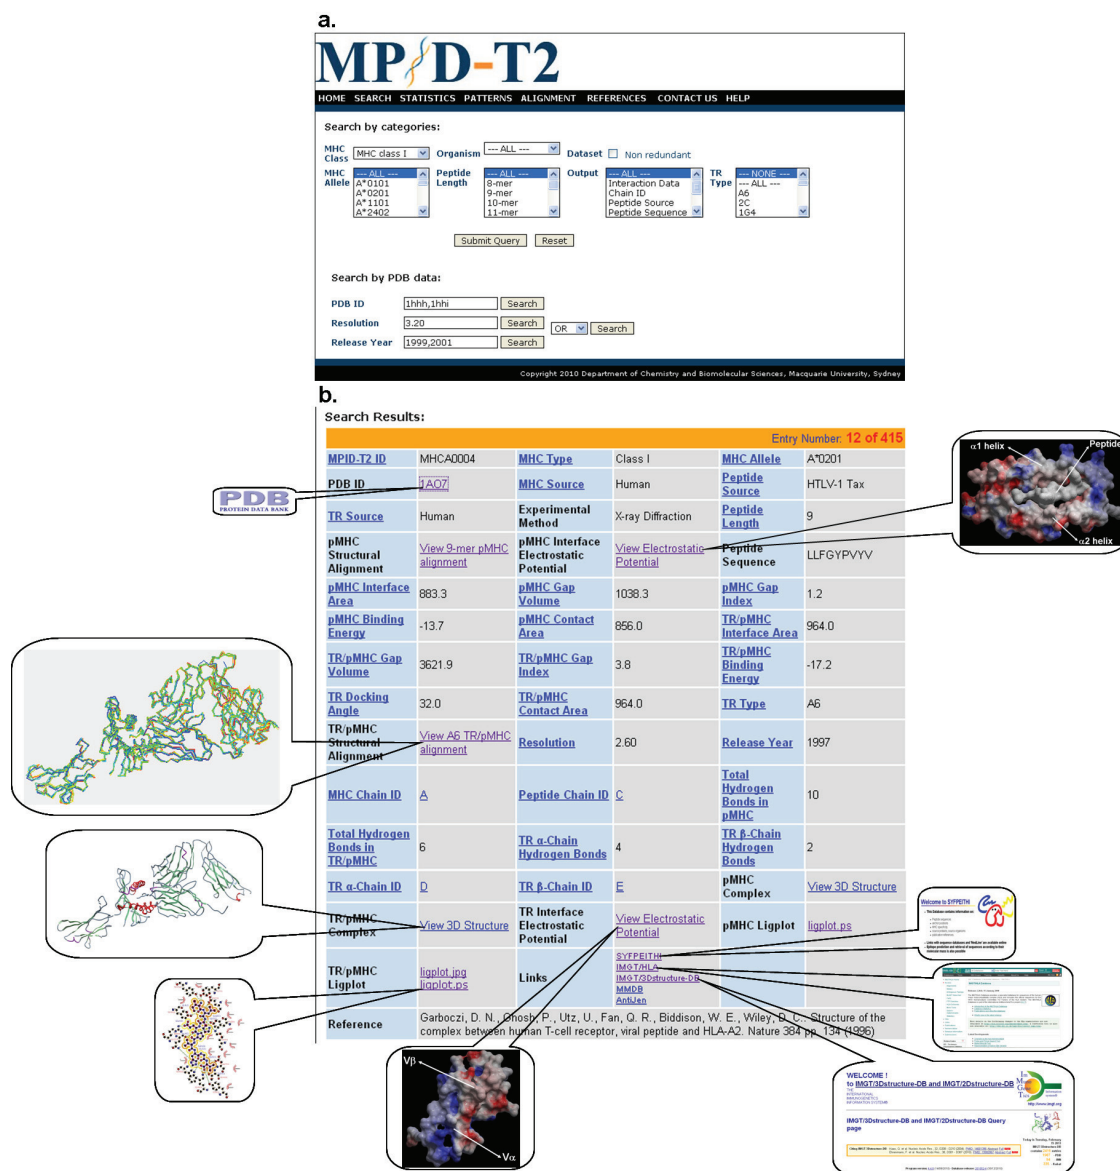 a.
MPID-T2
HOME SEARCH STATISTICS PATTERNS ALIGNMENT REFERENCES CONTACT US HELP
Search by categories:
MHC Class MHC class I Organism --- ALL --- Dataset Non redundant
MHC Allele Peptide Length Output TR Type
--- ALL --- --- ALL --- --- ALL --- --- NONE ---
A*0101 8-mer Interaction Data --- ALL ---
A*0201 9-mer Chain ID A6
A*1101 10-mer Peptide Source 2C
A*2402 11-mer Peptide Sequence 1G4
Submit Query Reset
Search by PDB data:
PDB ID 1hhh,1hhi Search
Resolution 3.20 Search OR Search
Release Year 1999,2001 Search
Copyright 2010 Department of Chemistry and Biomolecular Sciences, Macquarie University, Sydney
b.
Search Results:
Entry Number: 12 of 415
MPID-T2 ID MHCA0004 MHC Type Class I MHC Allele A*0201
PDB ID 1AO7 MHC Source Human Peptide Source HTLV-1 Tax
TR Source Human Experimental Method X-ray Diffraction Peptide Length 9
pMHC Structural Alignment View 9-mer pMHC alignment pMHC Interface Electrostatic Potential View Electrostatic Potential Peptide Sequence LLFGYPVYV
pMHC Interface Area 883.3 pMHC Gap Volume 1038.3 pMHC Gap Index 1.2
pMHC Binding Energy -13.7 pMHC Contact Area 856.0 TR/pMHC Interface Area 964.0
TR/pMHC Gap Volume 3621.9 TR/pMHC Gap Index 3.8 TR/pMHC Binding Energy -17.2
TR Docking Angle 32.0 TR/pMHC Contact Area 964.0 TR Type A6
TR/pMHC Structural Alignment View A6 TR/pMHC alignment Resolution 2.60 Release Year 1997
MHC Chain ID A Peptide Chain ID C Total Hydrogen Bonds in pMHC 10
Total Hydrogen Bonds in TR/pMHC 6 TR α-Chain Hydrogen Bonds 4 TR β-Chain Hydrogen Bonds 2
TR α-Chain ID D TR β-Chain ID E pMHC Complex View 3D Structure
TR/pMHC Complex View 3D Structure TR Interface Electrostatic Potential View Electrostatic Potential pMHC Ligplot ligplot.ps
TR/pMHC Ligplot ligplot.jpg ligplot.ps Links SYFPEITHI IMGT/HLA IMGT/3Dstructure-DB MMDB AntiJen
Reference Garboczi, D. N., Ghosh, P., Utz, U., Fan, Q. R., Biddison, W. E., Wiley, D. C.. Structure of the
complex between human T-cell receptor, viral peptide and HLA-A2. Nature 384 pp. 134 (1996)
PDB
PROTEIN DATA BANK
α1 helix
Peptide
α2 helix
Welcome to SYFPEITHI
Vβ
Vα
WELCOME !
to IMGT/3Dstructure-DB and IMGT/2Dstructure-DB
THE
INTERNATIONAL
IMMUNOGENETICS
INFORMATION SYSTEM®
http://www.imgt.org
IMGT/3Dstructure-DB and IMGT/2Dstructure-DB Query
page